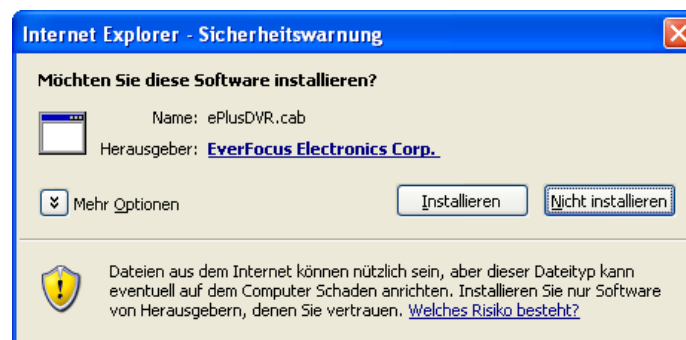 Internet Explorer - Sicherheitswarnung
Möchten Sie diese Software installieren?
Name: ePlusDVR.cab
Herausgeber: EverFocus Electronics Corp.
Mehr Optionen
Installieren
Nicht installieren
Dateien aus dem Internet können nützlich sein, aber dieser Dateityp kann
eventuell auf dem Computer Schaden anrichten. Installieren Sie nur Software
von Herausgebern, denen Sie vertrauen. Welches Risiko besteht?